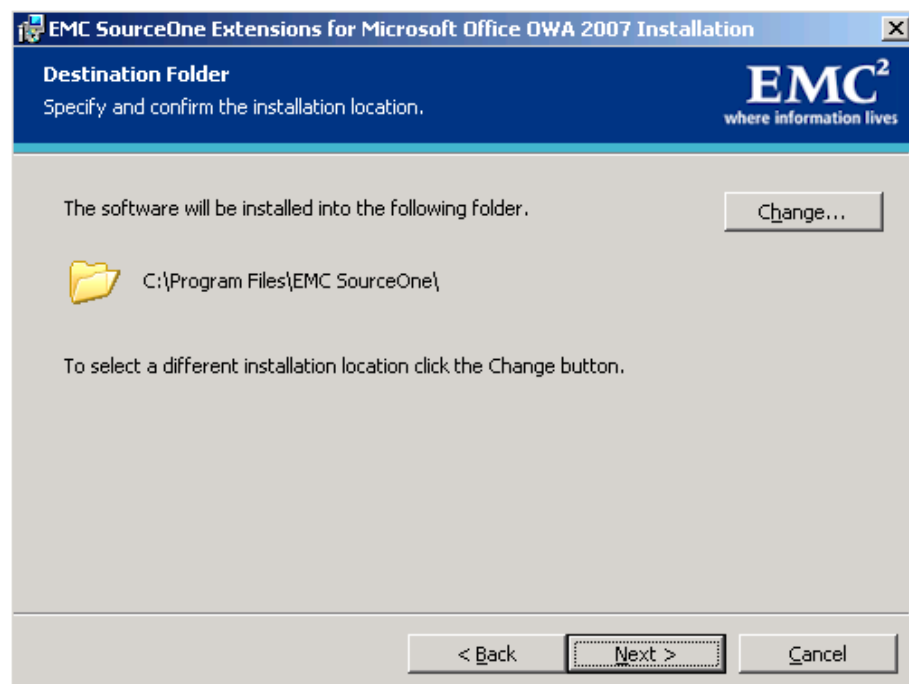 EMC SourceOne Extensions for Microsoft Office OWA 2007 Installation
Destination Folder
Specify and confirm the installation location.
EMC²
where information lives
The software will be installed into the following folder.
Change...
C:\Program Files\EMC SourceOne\
To select a different installation location click the Change button.
< Back
Next >
Cancel